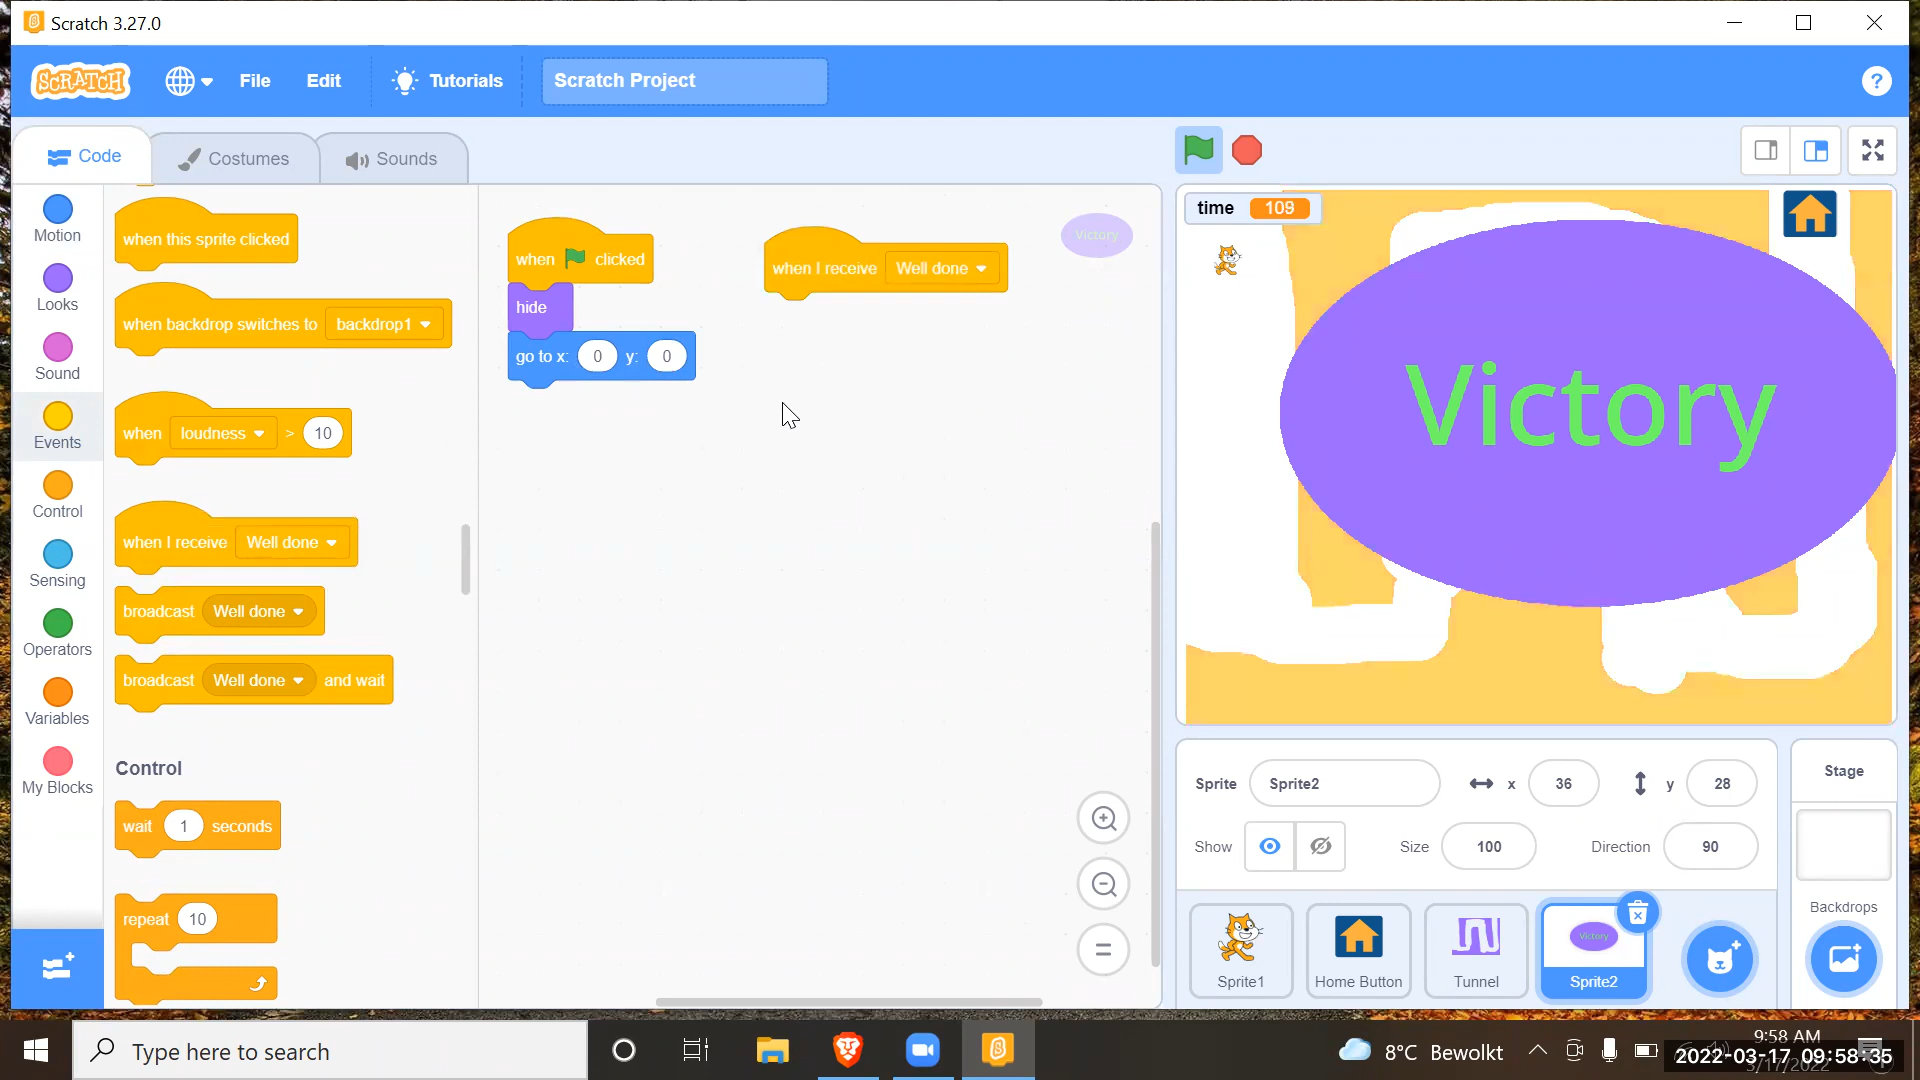 Scratch 3.27.0
SCRATCH
File
Edit
Tutorials
Scratch Project
?
Code
Costumes
Sounds
Motion
Looks
Sound
Events
Control
Sensing
Operators
Variables
My Blocks
when this sprite clicked
when backdrop switches to backdrop1
when loudness > 10
when I receive Well done
broadcast Well done
broadcast Well done and wait
Control
wait 1 seconds
repeat 10
when clicked
hide
go to x: 0 y: 0
when I receive Well done
Victory
time 109
Victory
Sprite Sprite2 x 36 y 28
Show Size 100 Direction 90
Sprite1
Home Button
Tunnel
Victory
Sprite2
Stage
Backdrops
Type here to search
8°C Bewolkt
9:58 AM
3/17/2022
2022-03-17 09:58:35